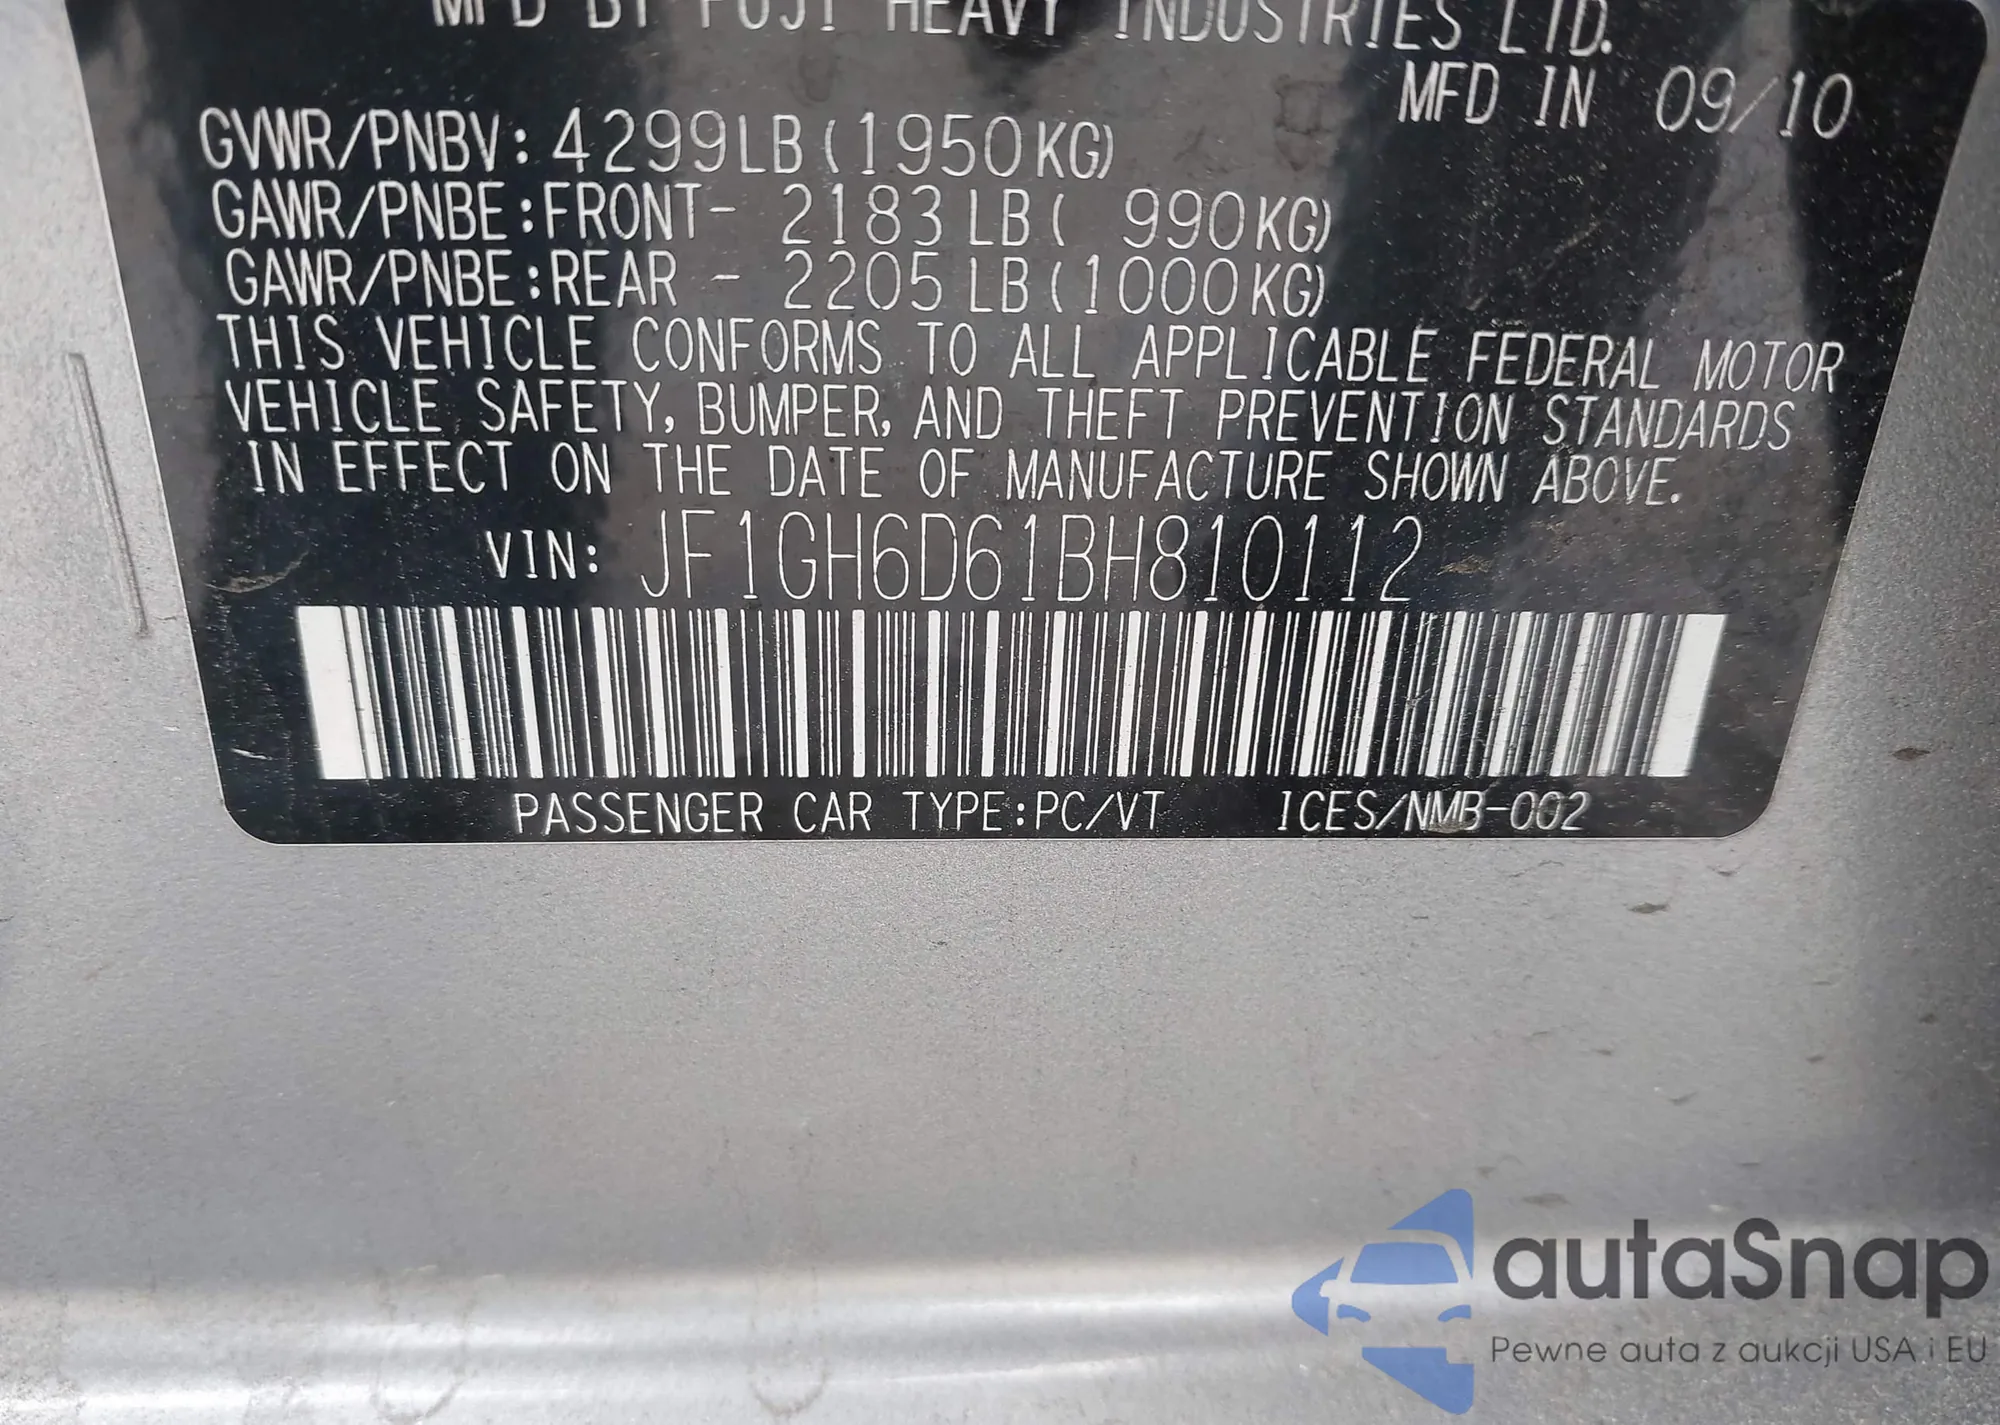 MFD BY FUJI HEAVY INDUSTRIES LTD.
MFD IN 09/10
GVWR/PNBV: 4299LB (1950KG)
GAWR/PNBE: FRONT- 2183LB ( 990KG)
GAWR/PNBE: REAR - 2205LB (1000KG)
THIS VEHICLE CONFORMS TO ALL APPLICABLE FEDERAL MOTOR
VEHICLE SAFETY, BUMPER, AND THEFT PREVENTION STANDARDS
IN EFFECT ON THE DATE OF MANUFACTURE SHOWN ABOVE.
VIN: JF1GH6D61BH810112
PASSENGER CAR TYPE: PC/VT ICES/NMB-002
autaSnap
Pewne auta z aukcji USA i EU